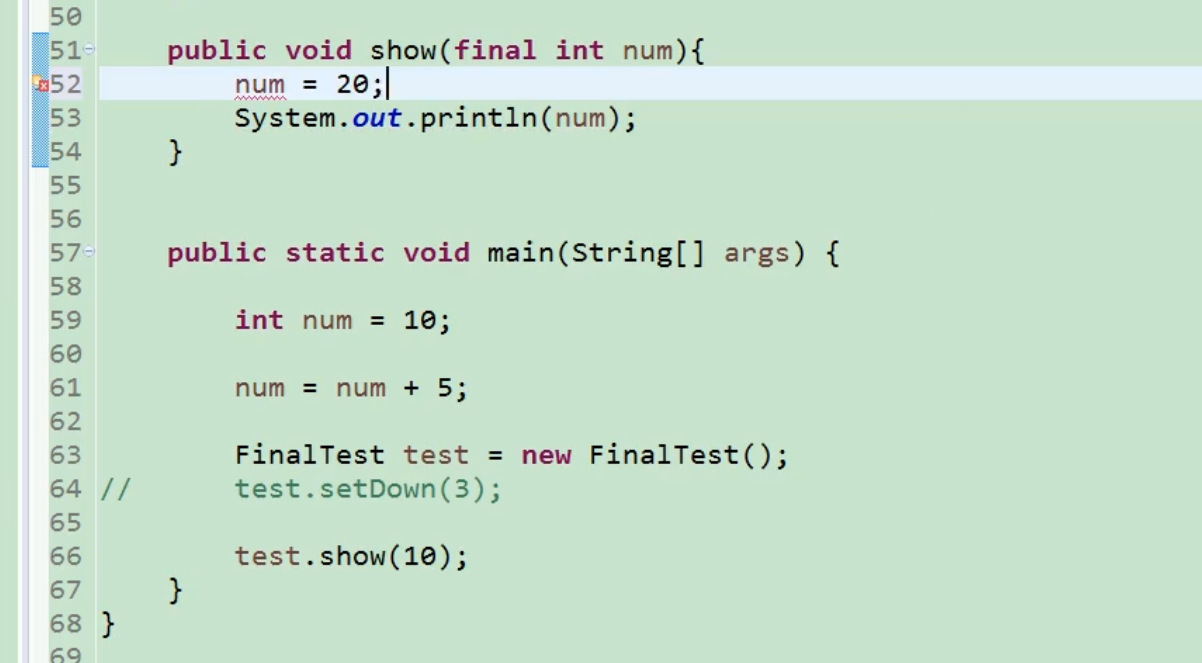 50
51 public void show(final int num){
52 num = 20;
53 System.out.println(num);
54 }
55
56
57 public static void main(String[] args) {
58
59 int num = 10;
60
61 num = num + 5;
62
63 FinalTest test = new FinalTest();
64 // test.setDown(3);
65
66 test.show(10);
67 }
68 }
69